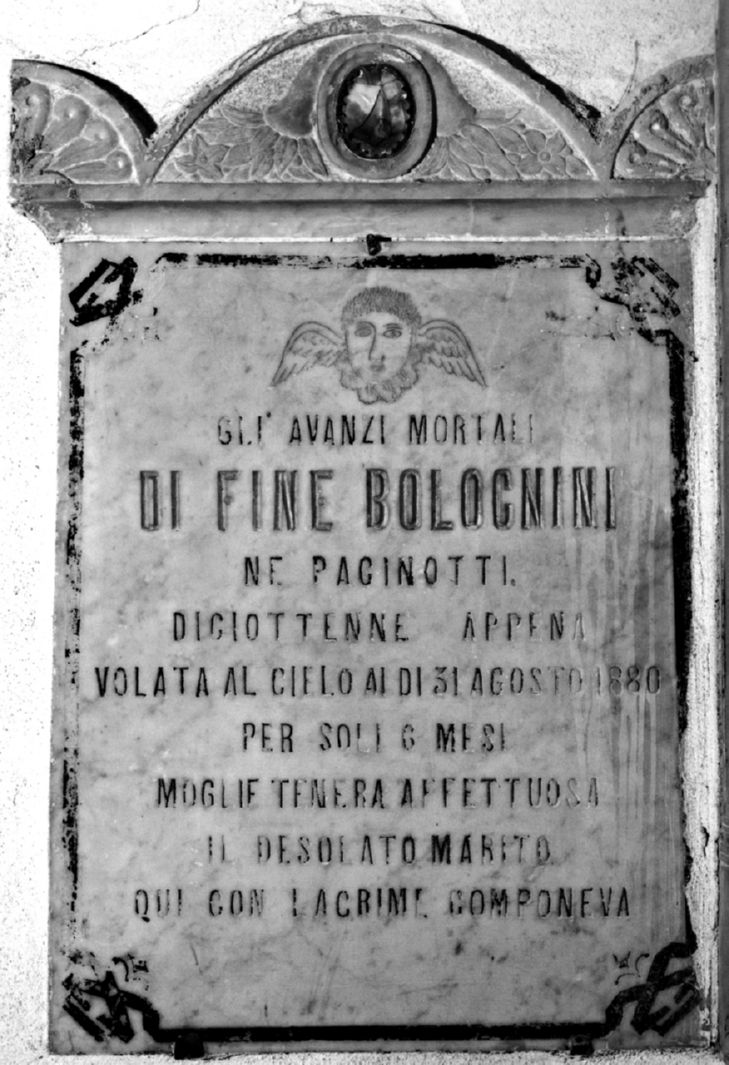 GLI' AVANZI MORTALI
DI FINE BOLOGNINI
NE PAGINOTTI.
DICIOTTENNE APPENA
VOLATA AL CIELO AI DI 31 AGOSTO 1880
PER SOLI 6 MESI
MOGLIE TENERA AFFETTUOSA
IL DESOLATO MARITO
QUI CON LACRIME COMPONEVA